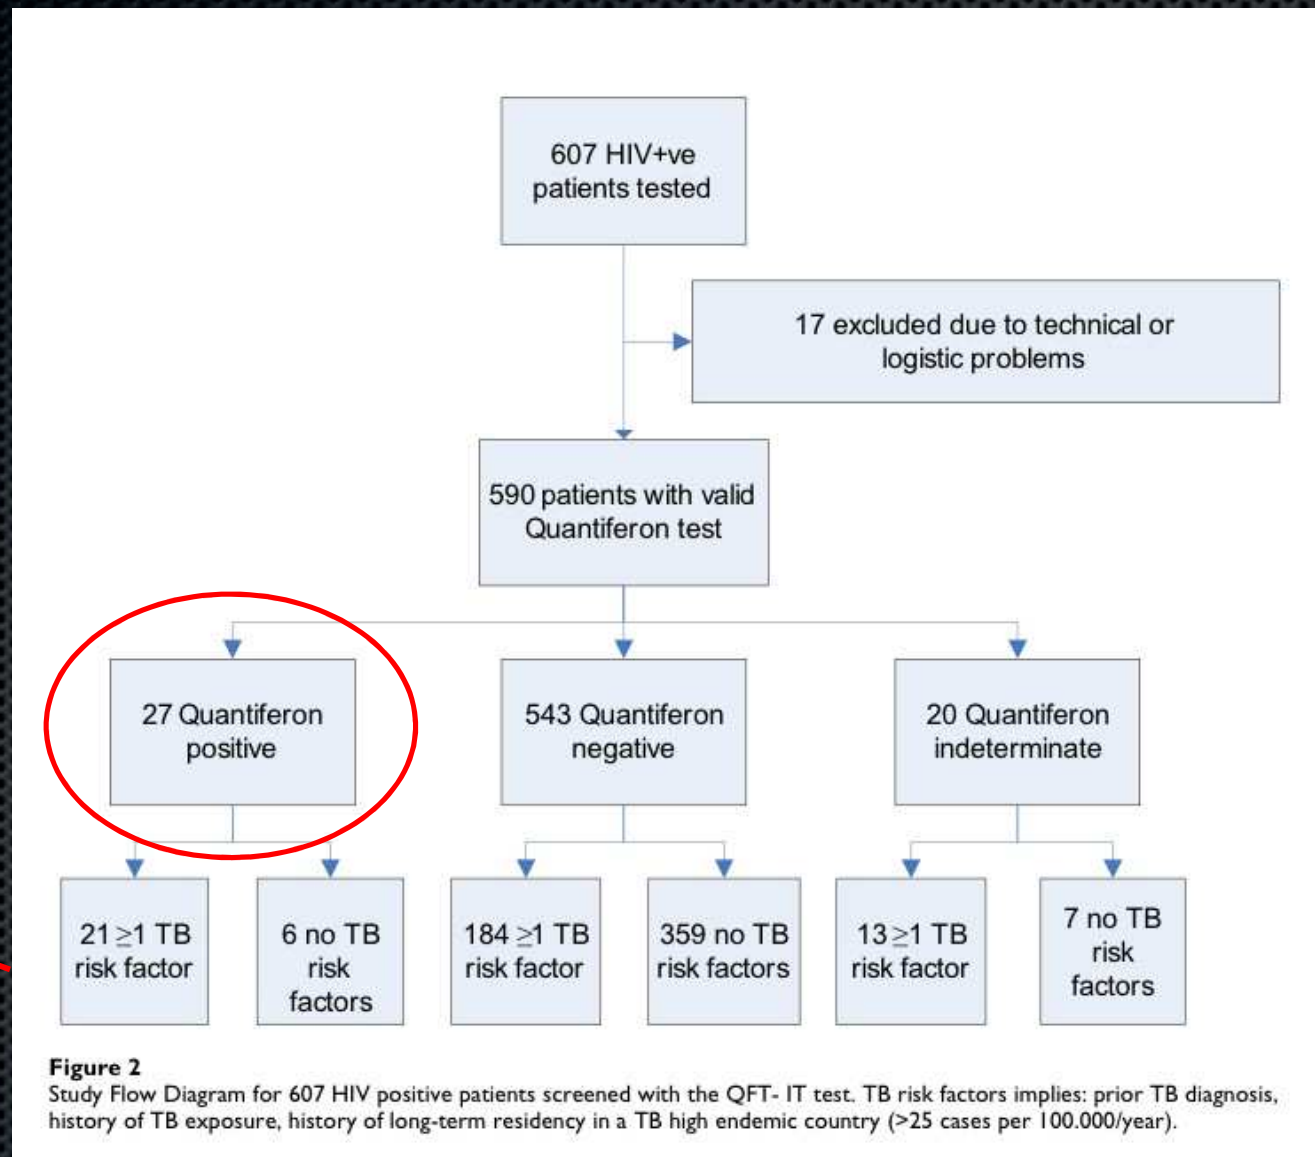 607 HIV+ve
patients tested
17 excluded due to technical or
logistic problems
590 patients with valid
Quantiferon test
27 Quantiferon
positive
543 Quantiferon
negative
20 Quantiferon
indeterminate
21 ≥1 TB
risk factor
6 no TB
risk
factors
184 ≥1 TB
risk factor
359 no TB
risk factors
13 ≥1 TB
risk factor
7 no TB
risk
factors
Figure 2
Study Flow Diagram for 607 HIV positive patients screened with the QFT- IT test. TB risk factors implies: prior TB diagnosis,
history of TB exposure, history of long-term residency in a TB high endemic country (>25 cases per 100.000/year).